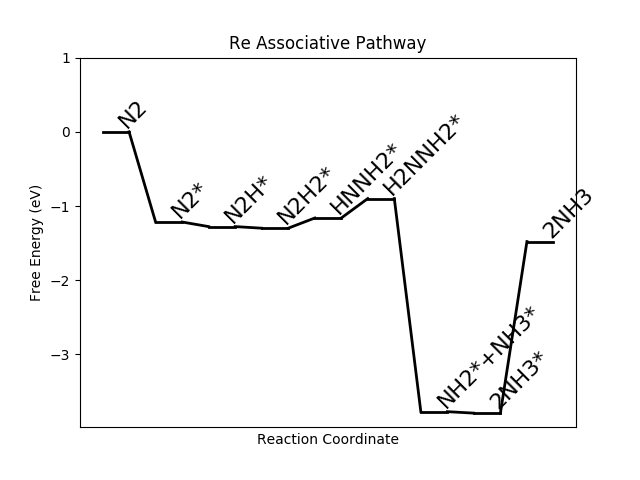 Re Associative Pathway
Free Energy (eV)
1
0
−1
−2
−3
N2
N2*
N2H*
N2H2*
HNNH2*
H2NNH2*
NH2*+NH3*
2NH3*
2NH3
Reaction Coordinate